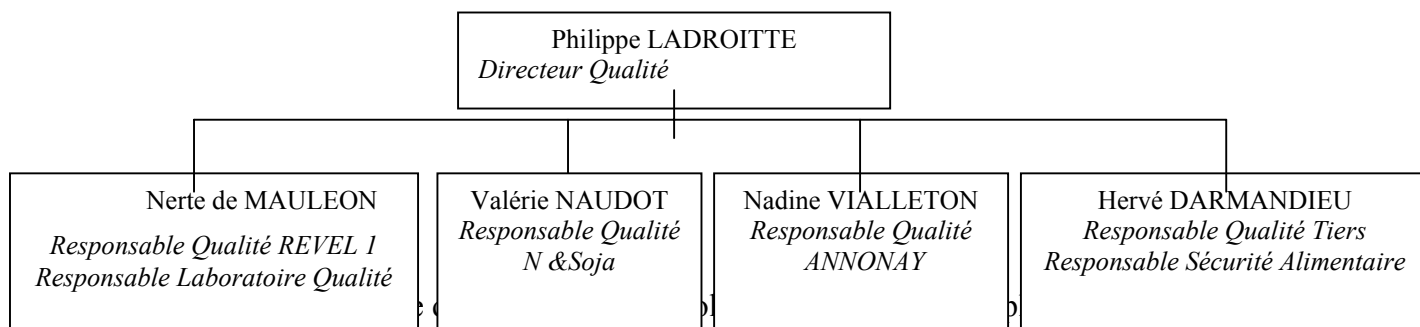 Philippe LADROITTE
Directeur Qualité
Nerte de MAULEON
Responsable Qualité REVEL 1
Responsable Laboratoire Qualité
Valérie NAUDOT
Responsable Qualité
N &Soja
Nadine VIALLETON
Responsable Qualité
ANNONAY
Hervé DARMANDIEU
Responsable Qualité Tiers
Responsable Sécurité Alimentaire